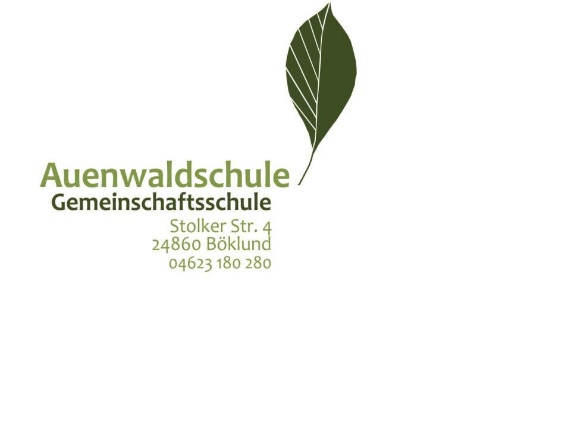 Auenwaldschule
Gemeinschaftsschule
Stolker Str. 4
24860 Böklund
04623 180 280